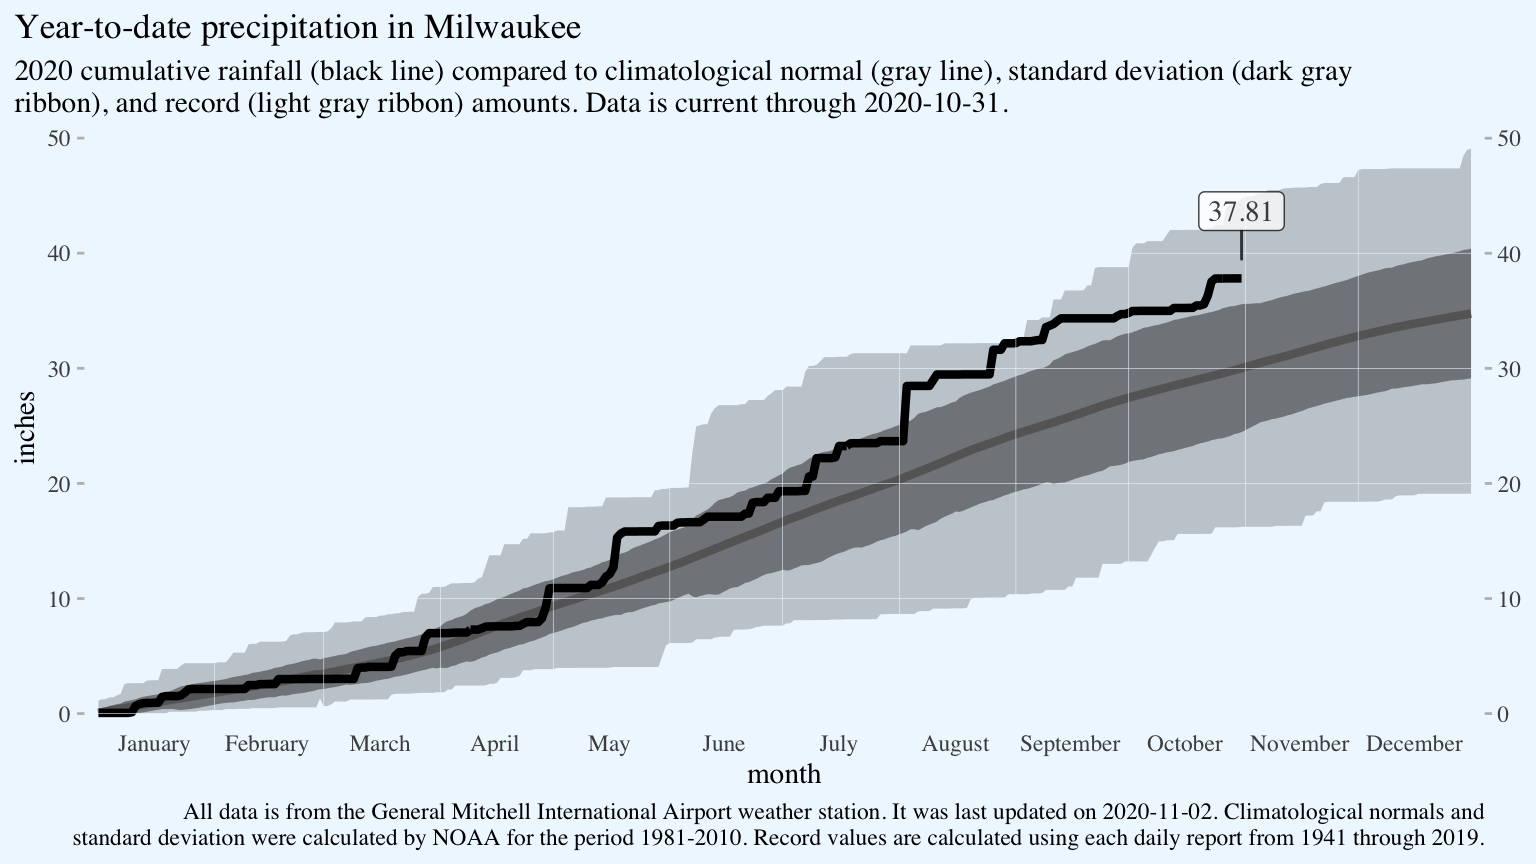 Year-to-date precipitation in Milwaukee
2020 cumulative rainfall (black line) compared to climatological normal (gray line), standard deviation (dark gray
ribbon), and record (light gray ribbon) amounts. Data is current through 2020-10-31.
50
50
37.81
40
40
30
30
inches
20
20
10
10
0
0
January February March April May June July August September October November December
month
All data is from the General Mitchell International Airport weather station. It was last updated on 2020-11-02. Climatological normals and
standard deviation were calculated by NOAA for the period 1981-2010. Record values are calculated using each daily report from 1941 through 2019.